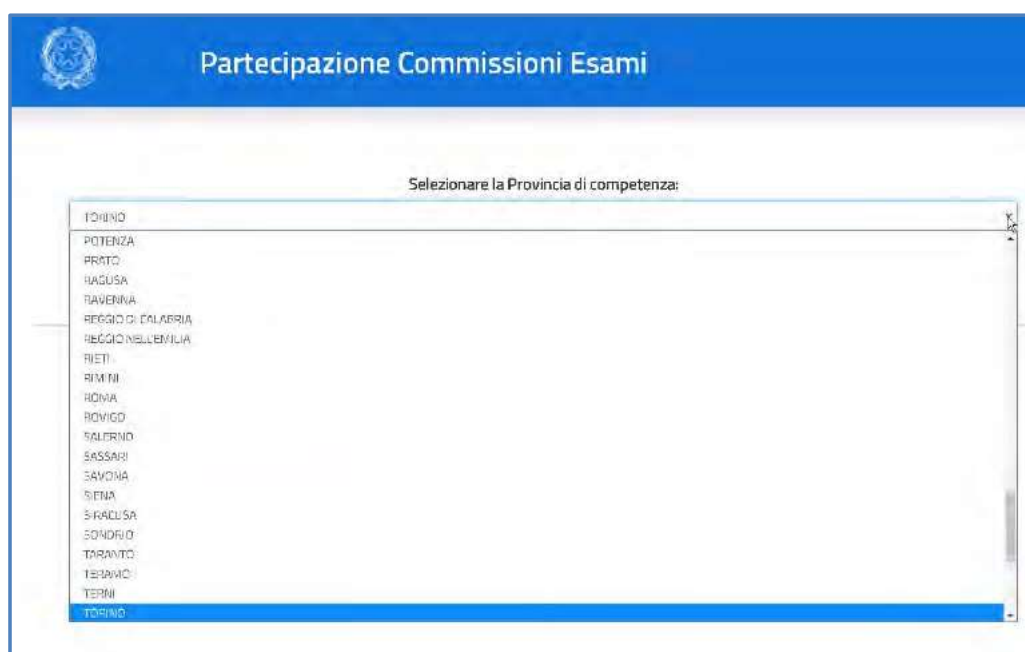 Partecipazione Commissioni Esami
Selezionare la Provincia di competenza:
TORINO
POTENZA
PRATO
RAGUSA
RAVENNA
REGGIO DI CALABRIA
REGGIO NELL'EMILIA
RIETI
RIMINI
ROMA
ROVIGO
SALERNO
SASSARI
SAVONA
SIENA
SIRACUSA
SONDRIO
TARANTO
TERAMO
TERNI
TORINO